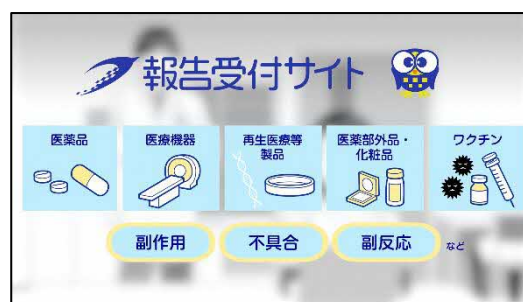 報告受付サイト
医薬品
医療機器
再生医療等
製品
医薬部外品・
化粧品
ワクチン
副作用
不具合
副反応
など